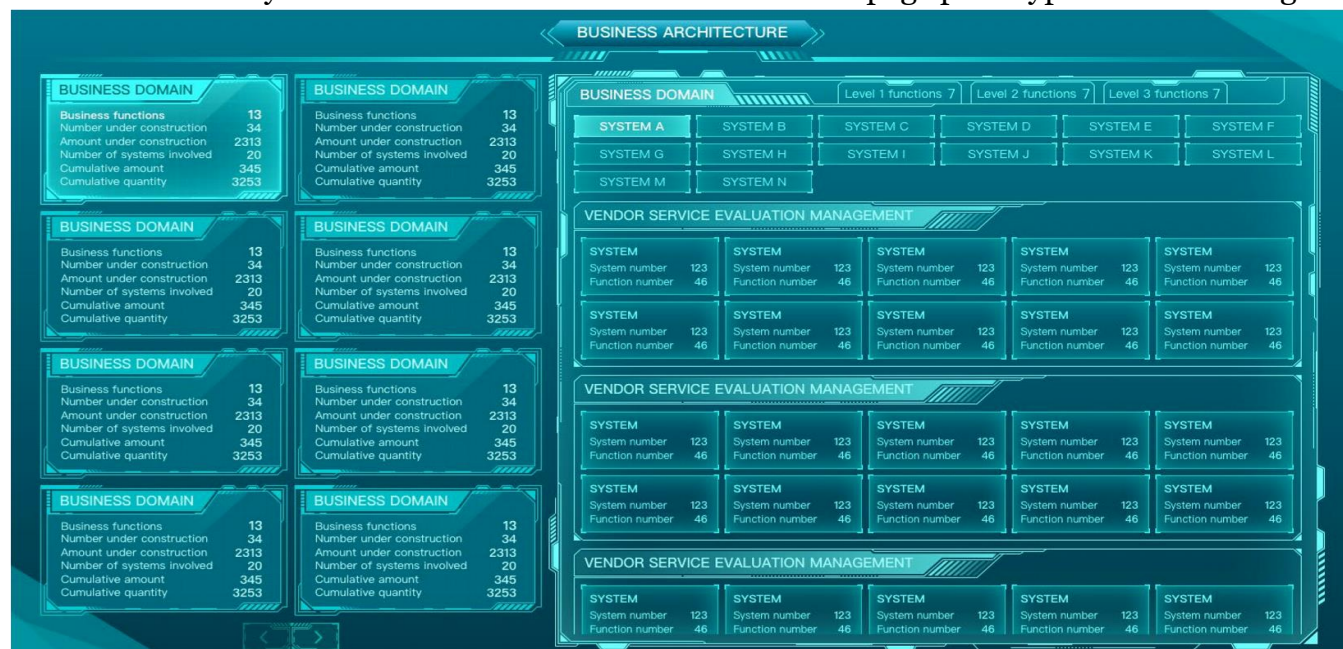 BUSINESS ARCHITECTURE
BUSINESS DOMAIN
Business functions 13
Number under construction 34
Amount under construction 2313
Number of systems involved 20
Cumulative amount 345
Cumulative quantity 3253
BUSINESS DOMAIN
Business functions 13
Number under construction 34
Amount under construction 2313
Number of systems involved 20
Cumulative amount 345
Cumulative quantity 3253
BUSINESS DOMAIN
Business functions 13
Number under construction 34
Amount under construction 2313
Number of systems involved 20
Cumulative amount 345
Cumulative quantity 3253
BUSINESS DOMAIN
Business functions 13
Number under construction 34
Amount under construction 2313
Number of systems involved 20
Cumulative amount 345
Cumulative quantity 3253
BUSINESS DOMAIN
Business functions 13
Number under construction 34
Amount under construction 2313
Number of systems involved 20
Cumulative amount 345
Cumulative quantity 3253
BUSINESS DOMAIN
Business functions 13
Number under construction 34
Amount under construction 2313
Number of systems involved 20
Cumulative amount 345
Cumulative quantity 3253
BUSINESS DOMAIN
Business functions 13
Number under construction 34
Amount under construction 2313
Number of systems involved 20
Cumulative amount 345
Cumulative quantity 3253
BUSINESS DOMAIN
Business functions 13
Number under construction 34
Amount under construction 2313
Number of systems involved 20
Cumulative amount 345
Cumulative quantity 3253
BUSINESS DOMAIN Level 1 functions 7 Level 2 functions 7 Level 3 functions 7
SYSTEM A SYSTEM B SYSTEM C SYSTEM D SYSTEM E SYSTEM F
SYSTEM G SYSTEM H SYSTEM I SYSTEM J SYSTEM K SYSTEM L
SYSTEM M SYSTEM N
VENDOR SERVICE EVALUATION MANAGEMENT
SYSTEM SYSTEM SYSTEM SYSTEM SYSTEM
System number 123 System number 123 System number 123 System number 123 System number 123
Function number 46 Function number 46 Function number 46 Function number 46 Function number 46
SYSTEM SYSTEM SYSTEM SYSTEM SYSTEM
System number 123 System number 123 System number 123 System number 123 System number 123
Function number 46 Function number 46 Function number 46 Function number 46 Function number 46
VENDOR SERVICE EVALUATION MANAGEMENT
SYSTEM SYSTEM SYSTEM SYSTEM SYSTEM
System number 123 System number 123 System number 123 System number 123 System number 123
Function number 46 Function number 46 Function number 46 Function number 46 Function number 46
SYSTEM SYSTEM SYSTEM SYSTEM SYSTEM
System number 123 System number 123 System number 123 System number 123 System number 123
Function number 46 Function number 46 Function number 46 Function number 46 Function number 46
VENDOR SERVICE EVALUATION MANAGEMENT
SYSTEM SYSTEM SYSTEM SYSTEM SYSTEM
System number 123 System number 123 System number 123 System number 123 System number 123
Function number 46 Function number 46 Function number 46 Function number 46 Function number 46